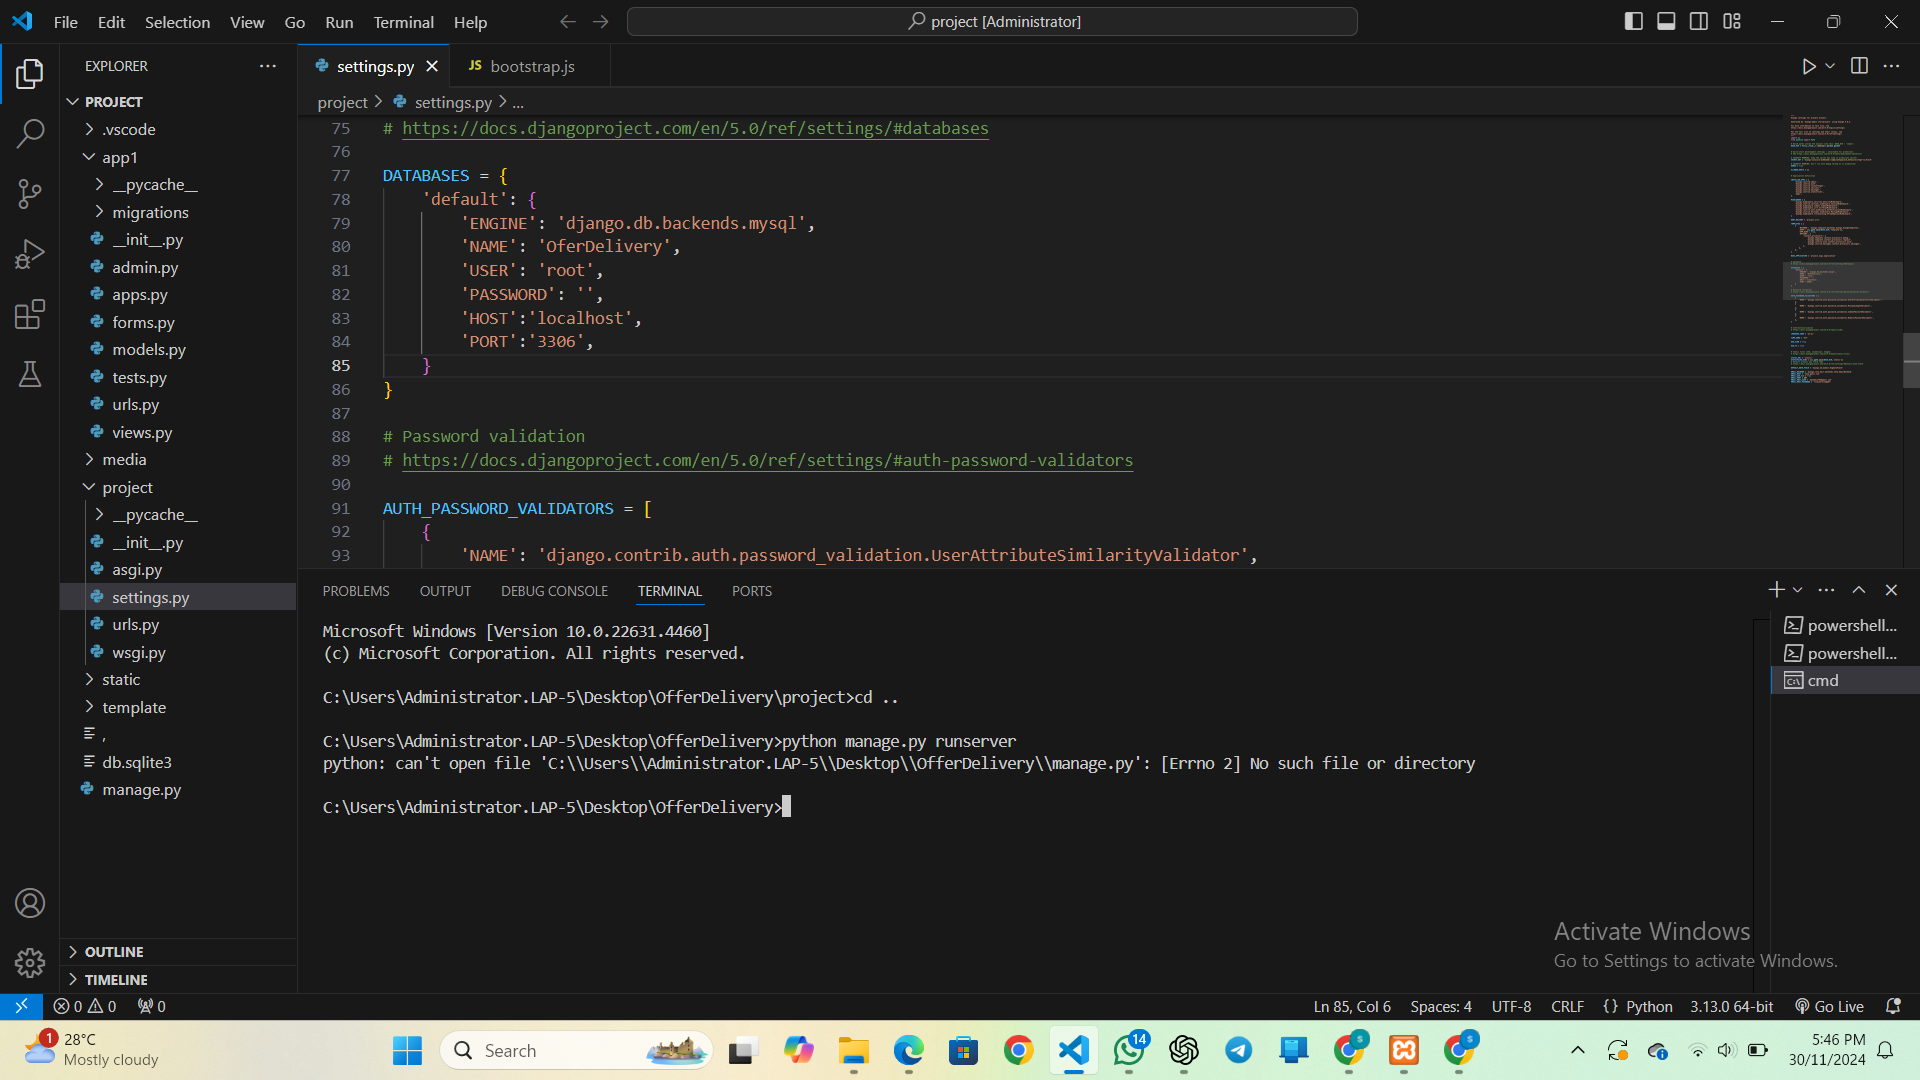 File Edit Selection View Go Run Terminal Help
project [Administrator]
EXPLORER
settings.py
JS bootstrap.js
PROJECT
.vscode
app1
__pycache__
migrations
__init__.py
admin.py
apps.py
forms.py
models.py
tests.py
urls.py
views.py
media
project
__pycache__
__init__.py
asgi.py
settings.py
urls.py
wsgi.py
static
template
,
db.sqlite3
manage.py
OUTLINE
TIMELINE
project > settings.py > ...
75 # https://docs.djangoproject.com/en/5.0/ref/settings/#databases
76
77 DATABASES = {
78 'default': {
79 'ENGINE': 'django.db.backends.mysql',
80 'NAME': 'OferDelivery',
81 'USER': 'root',
82 'PASSWORD': '',
83 'HOST':'localhost',
84 'PORT':'3306',
85 }
86 }
87
88 # Password validation
89 # https://docs.djangoproject.com/en/5.0/ref/settings/#auth-password-validators
90
91 AUTH_PASSWORD_VALIDATORS = [
92 {
93 'NAME': 'django.contrib.auth.password_validation.UserAttributeSimilarityValidator',
PROBLEMS OUTPUT DEBUG CONSOLE TERMINAL PORTS
Microsoft Windows [Version 10.0.22631.4460]
(c) Microsoft Corporation. All rights reserved.
C:\Users\Administrator.LAP-5\Desktop\OfferDelivery\project>cd ..
C:\Users\Administrator.LAP-5\Desktop\OfferDelivery>python manage.py runserver
python: can't open file 'C:\\Users\\Administrator.LAP-5\\Desktop\\OfferDelivery\\manage.py': [Errno 2] No such file or directory
C:\Users\Administrator.LAP-5\Desktop\OfferDelivery>
powershell...
powershell...
cmd
Activate Windows
Go to Settings to activate Windows.
0 0 0
Ln 85, Col 6 Spaces: 4 UTF-8 CRLF {} Python 3.13.0 64-bit Go Live
1
28°C
Mostly cloudy
Search
14
5:46 PM
30/11/2024